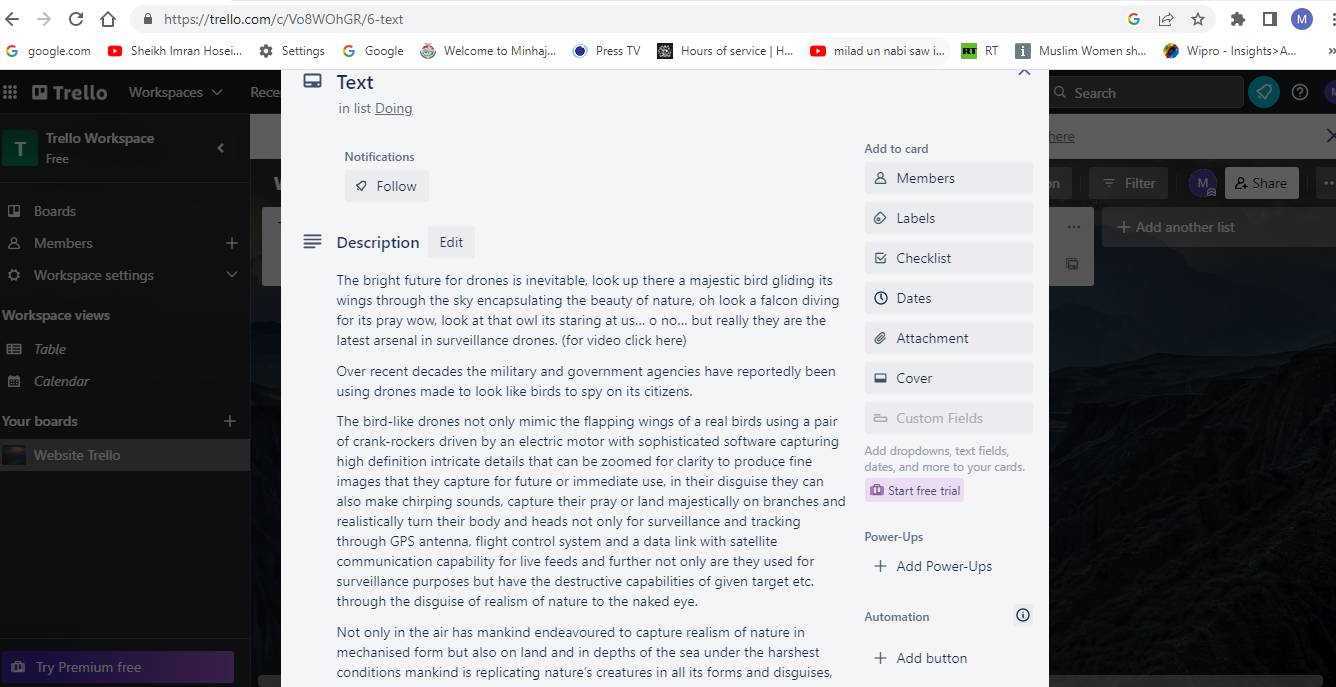 https://trello.com/c/Vo8WOhGR/6-text
M
google.com
Sheikh Imran Hosei...
Settings
Google
Welcome to Minhaj...
Press TV
Hours of service | H...
milad un nabi saw i...
RT
RT
Muslim Women sh...
Wipro - Insights>A...
»
Trello
Workspaces
Rece
Search
T
Trello Workspace
Free
Boards
Members
Workspace settings
Workspace views
Table
Calendar
Your boards
Website Trello
Try Premium free
Text
in list Doing
Notifications
Follow
Description
Edit
The bright future for drones is inevitable, look up there a majestic bird gliding its
wings through the sky encapsulating the beauty of nature, oh look a falcon diving
for its pray wow, look at that owl its staring at us... o no... but really they are the
latest arsenal in surveillance drones. (for video click here)
Over recent decades the military and government agencies have reportedly been
using drones made to look like birds to spy on its citizens.
The bird-like drones not only mimic the flapping wings of a real birds using a pair
of crank-rockers driven by an electric motor with sophisticated software capturing
high definition intricate details that can be zoomed for clarity to produce fine
images that they capture for future or immediate use, in their disguise they can
also make chirping sounds, capture their pray or land majestically on branches and
realistically turn their body and heads not only for surveillance and tracking
through GPS antenna, flight control system and a data link with satellite
communication capability for live feeds and further not only are they used for
surveillance purposes but have the destructive capabilities of given target etc.
through the disguise of realism of nature to the naked eye.
Not only in the air has mankind endeavoured to capture realism of nature in
mechanised form but also on land and in depths of the sea under the harshest
conditions mankind is replicating nature's creatures in all its forms and disguises,
Add to card
Members
Labels
Checklist
Dates
Attachment
Cover
Custom Fields
Add dropdowns, text fields,
dates, and more to your cards.
Start free trial
Power-Ups
Add Power-Ups
Automation
Add button
here
on
Filter
M
Share
Add another list